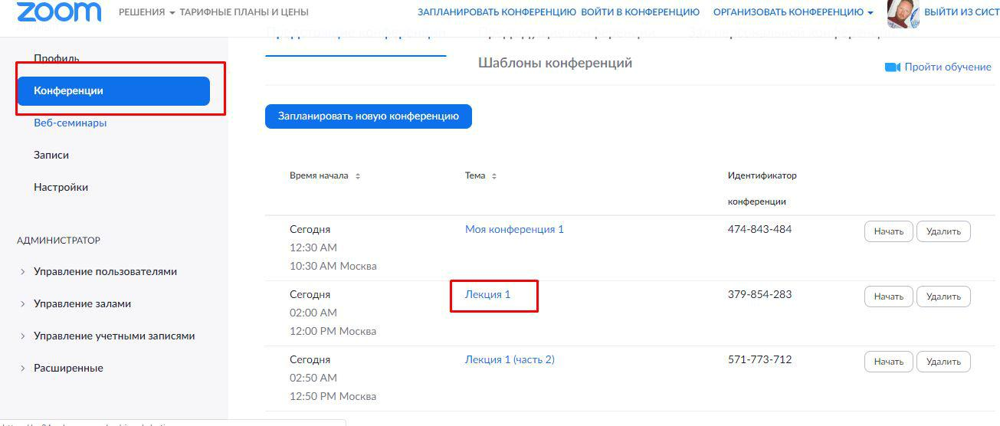 zoom РЕШЕНИЯ ТАРИФНЫЕ ПЛАНЫ И ЦЕНЫ ЗАПЛАНИРОВАТЬ КОНФЕРЕНЦИЮ ВОЙТИ В КОНФЕРЕНЦИЮ ОРГАНИЗОВАТЬ КОНФЕРЕНЦИЮ ВЫЙТИ ИЗ СИСТ
Профиль
Конференции
Веб-семинары
Записи
Настройки
АДМИНИСТРАТОР
Управление пользователями
Управление залами
Управление учетными записями
Расширенные
Шаблоны конференций
Пройти обучение
Запланировать новую конференцию
Время начала Тема Идентификатор
конференции
Сегодня Моя конференция 1 474-843-484 Начать Удалить
12:30 AM
10:30 AM Москва
Сегодня Лекция 1 379-854-283 Начать Удалить
02:00 AM
12:00 PM Москва
Сегодня Лекция 1 (часть 2) 571-773-712 Начать Удалить
02:50 AM
12:50 PM Москва